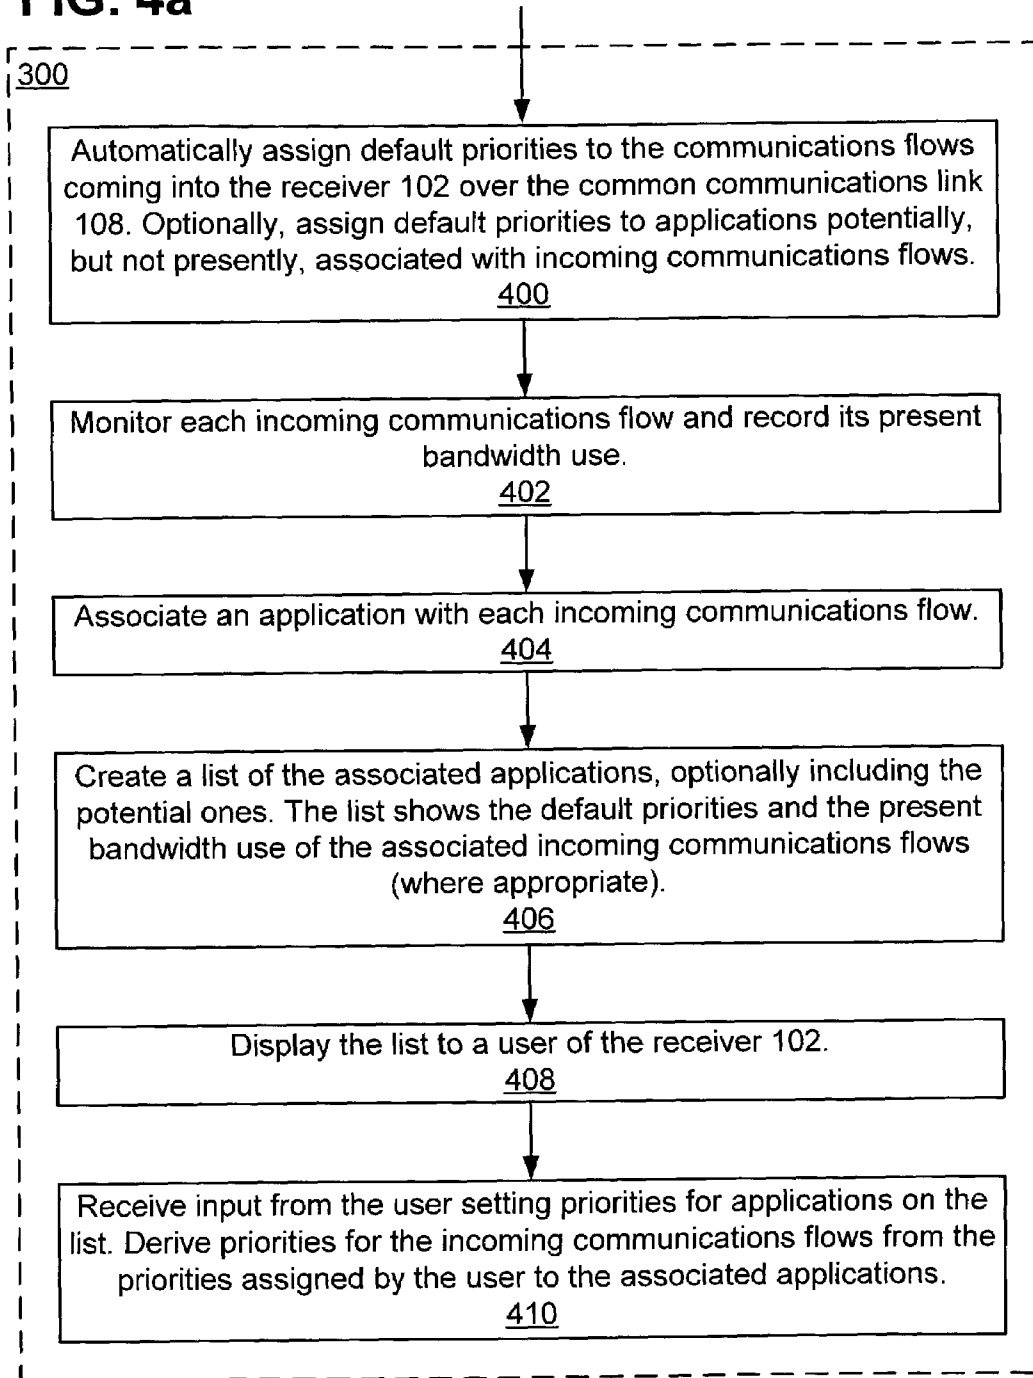 FIG. 4a
300
Automatically assign default priorities to the communications flows
coming into the receiver 102 over the common communications link
108. Optionally, assign default priorities to applications potentially,
but not presently, associated with incoming communications flows.
400
Monitor each incoming communications flow and record its present
bandwidth use.
402
Associate an application with each incoming communications flow.
404
Create a list of the associated applications, optionally including the
potential ones. The list shows the default priorities and the present
bandwidth use of the associated incoming communications flows
(where appropriate).
406
Display the list to a user of the receiver 102.
408
Receive input from the user setting priorities for applications on the
list. Derive priorities for the incoming communications flows from the
priorities assigned by the user to the associated applications.
410